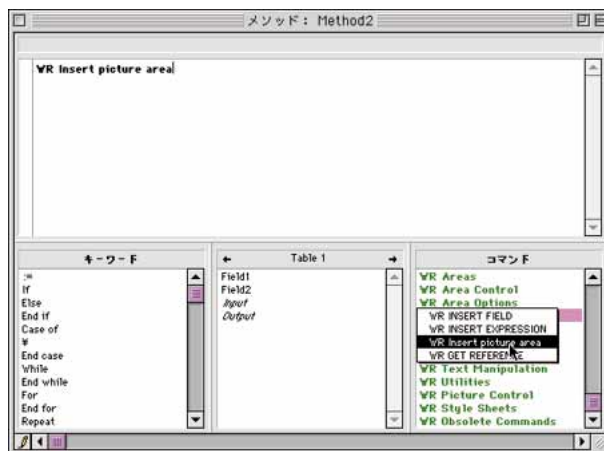 メソッド: Method2
WR Insert picture area
キーワード
:=
If
Else
End if
Case of
¥
End case
While
End while
For
End for
Repeat
Table 1
Field1
Field2
Input
Output
コマンド
WR Areas
WR Area Control
WR Area Options
WR INSERT FIELD
WR INSERT EXPRESSION
WR Insert picture area
WR GET REFERENCE
WR Text Manipulation
WR Utilities
WR Picture Control
WR Style Sheets
WR Obsolete Commands